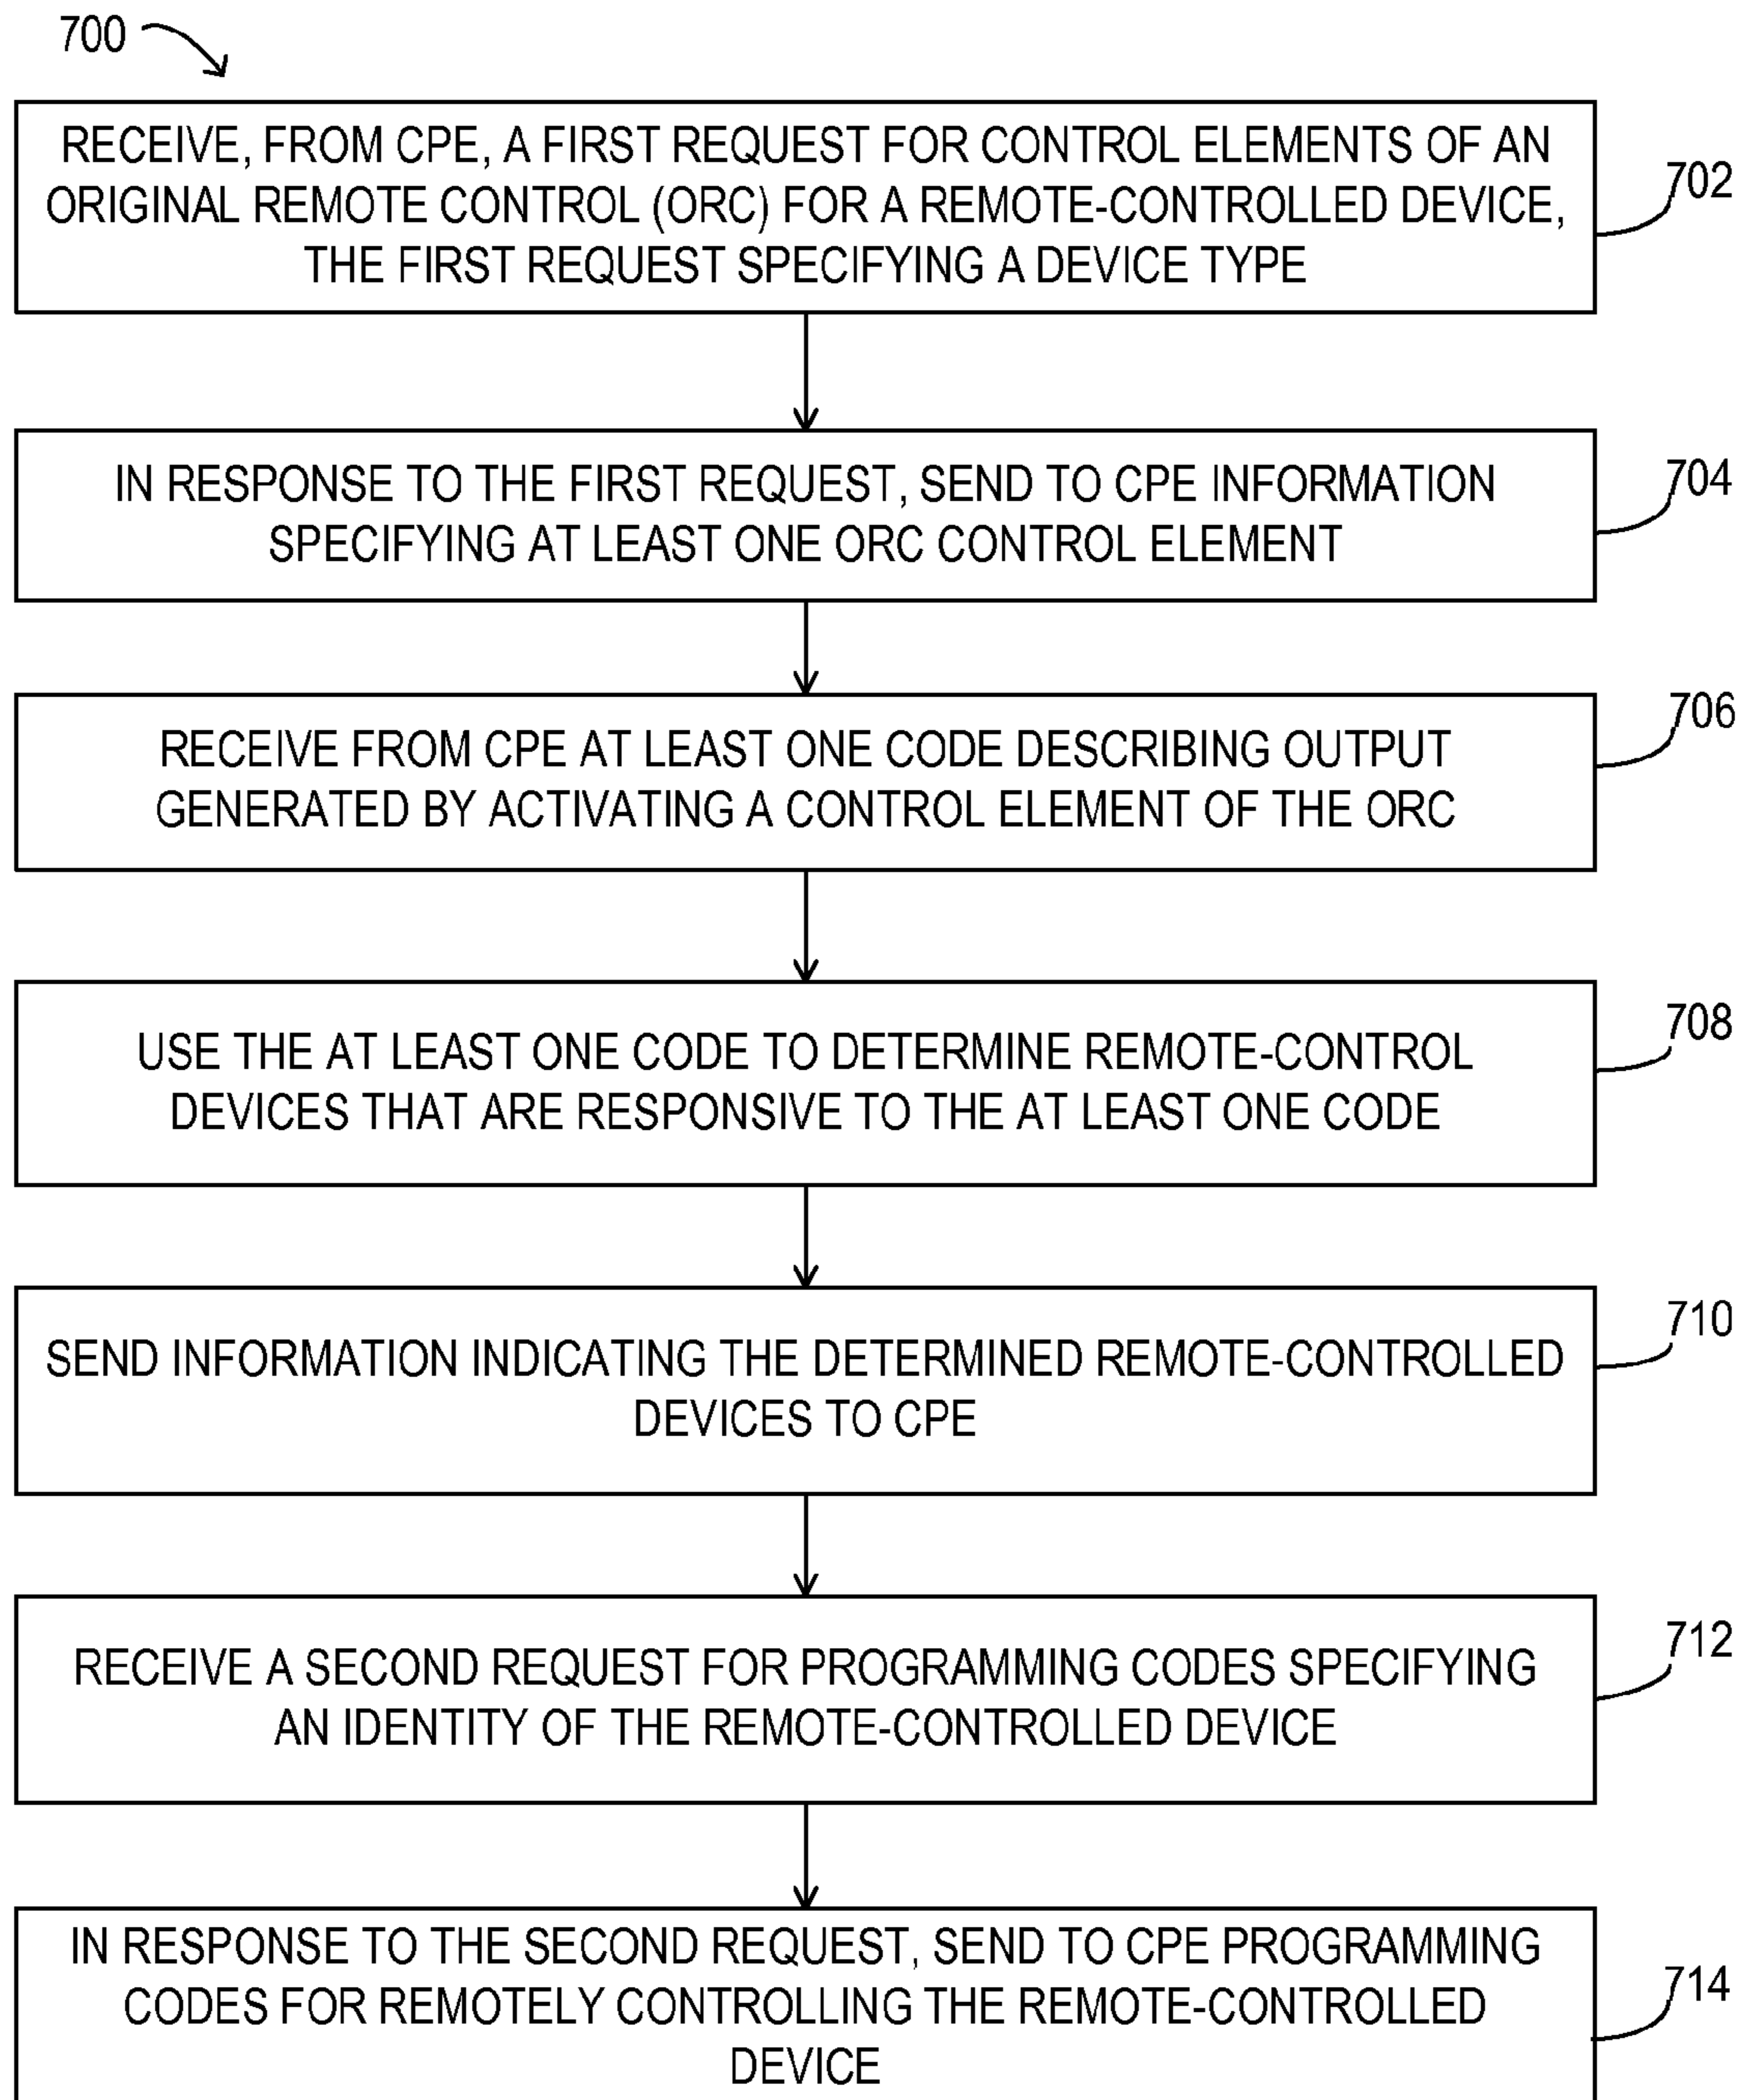 700
RECEIVE, FROM CPE, A FIRST REQUEST FOR CONTROL ELEMENTS OF AN
ORIGINAL REMOTE CONTROL (ORC) FOR A REMOTE-CONTROLLED DEVICE,
THE FIRST REQUEST SPECIFYING A DEVICE TYPE
702
IN RESPONSE TO THE FIRST REQUEST, SEND TO CPE INFORMATION
SPECIFYING AT LEAST ONE ORC CONTROL ELEMENT
704
RECEIVE FROM CPE AT LEAST ONE CODE DESCRIBING OUTPUT
GENERATED BY ACTIVATING A CONTROL ELEMENT OF THE ORC
706
USE THE AT LEAST ONE CODE TO DETERMINE REMOTE-CONTROL
DEVICES THAT ARE RESPONSIVE TO THE AT LEAST ONE CODE
708
SEND INFORMATION INDICATING THE DETERMINED REMOTE-CONTROLLED
DEVICES TO CPE
710
RECEIVE A SECOND REQUEST FOR PROGRAMMING CODES SPECIFYING
AN IDENTITY OF THE REMOTE-CONTROLLED DEVICE
712
IN RESPONSE TO THE SECOND REQUEST, SEND TO CPE PROGRAMMING
CODES FOR REMOTELY CONTROLLING THE REMOTE-CONTROLLED
DEVICE
714